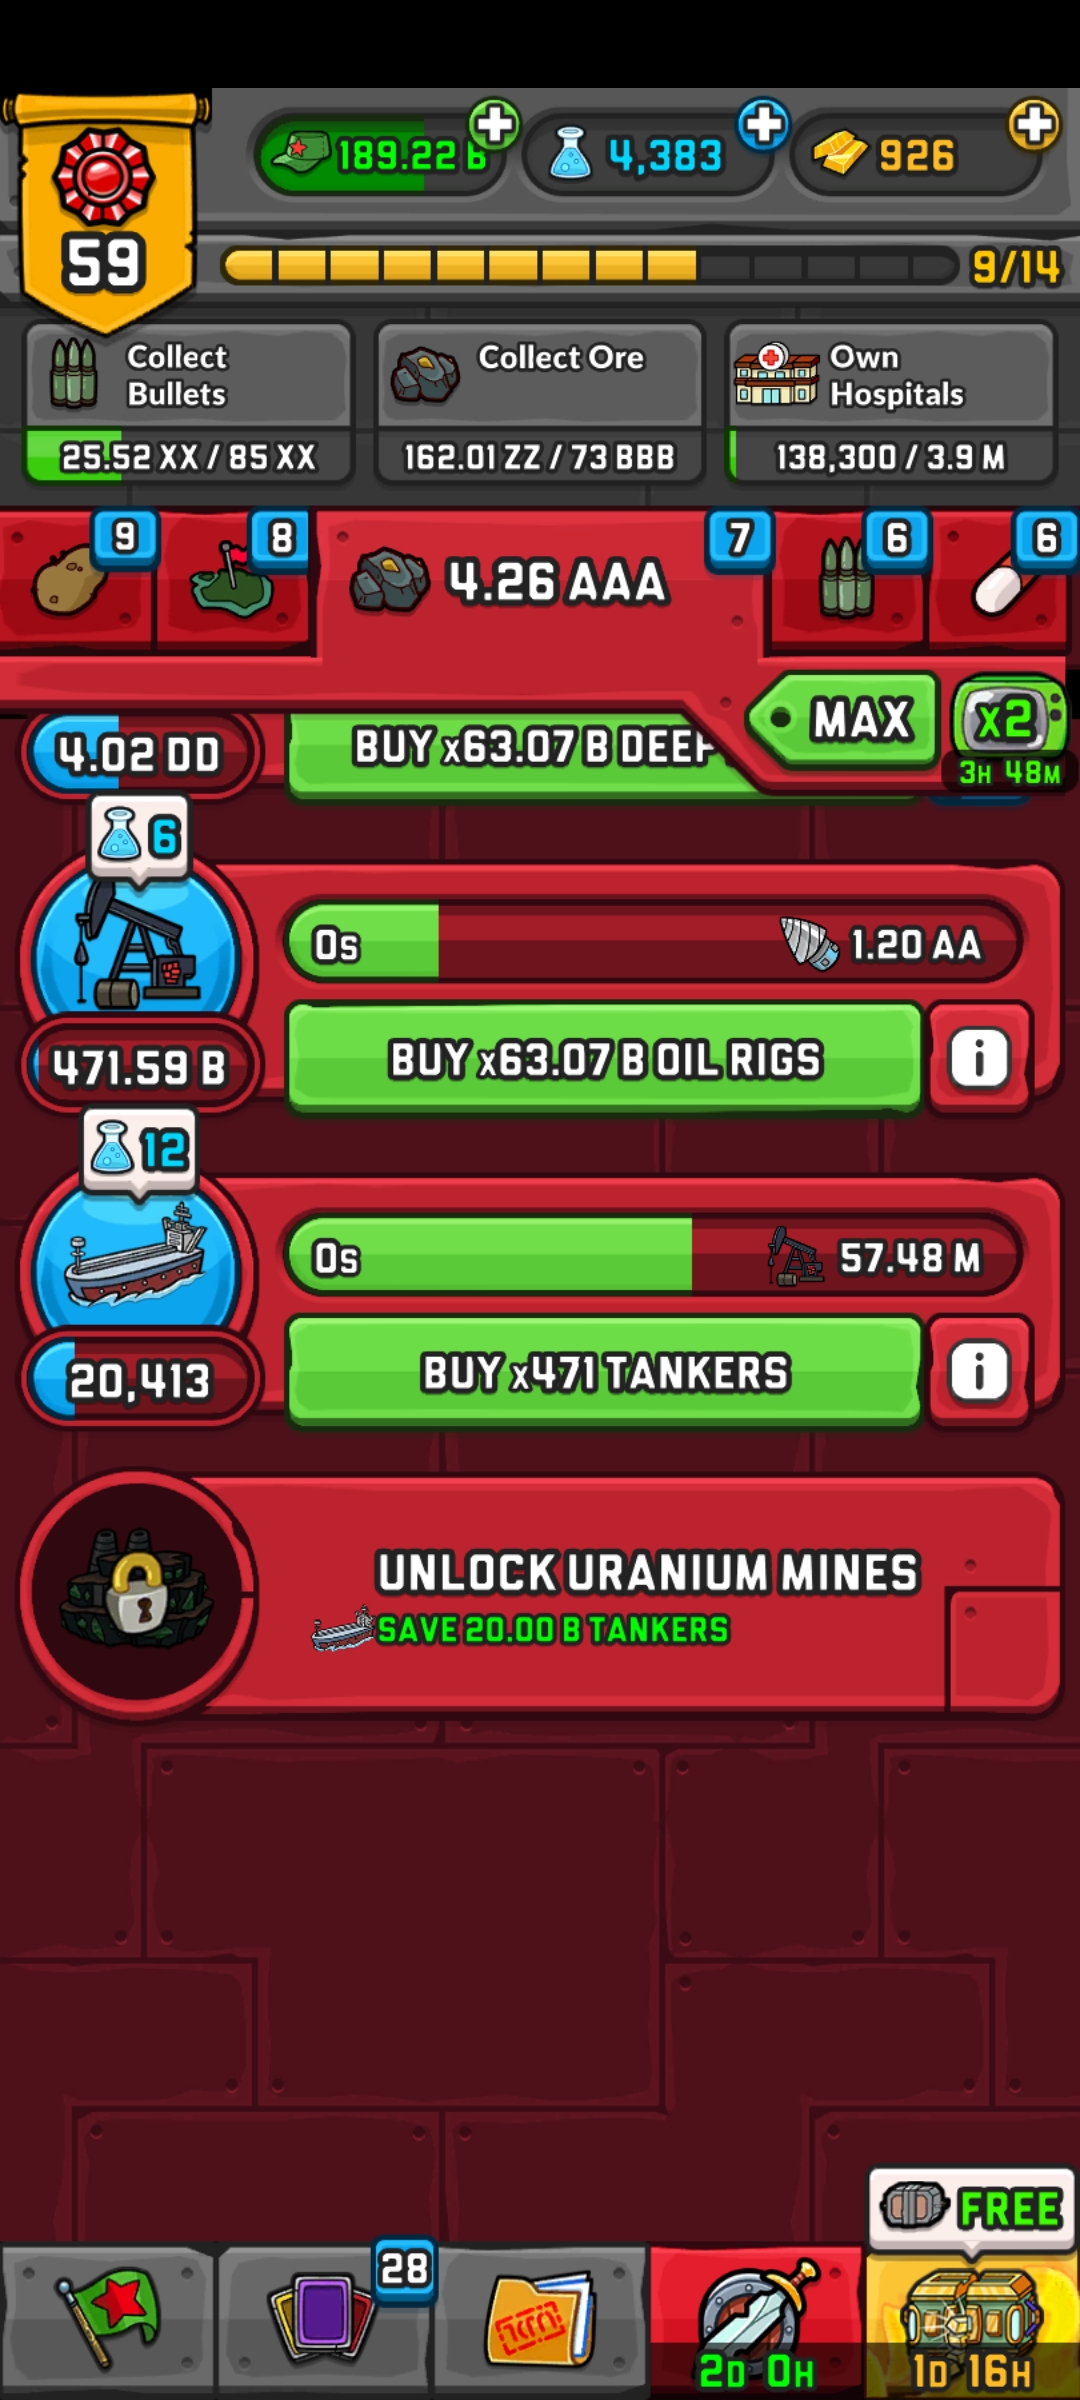 189.22 B
4,383
926
59
9/14
Collect
Bullets
25.52 XX / 85 XX
Collect Ore
162.01 ZZ / 73 BBB
Own
Hospitals
138,300 / 3.9 M
9
8
4.26 AAA
7
6
6
MAX
x2
3H 48M
4.02 DD
BUY x63.07 B DEEP
6
0s
1.20 AA
471.59 B
BUY x63.07 B OIL RIGS
i
12
0s
57.48 M
20,413
BUY x471 TANKERS
i
UNLOCK URANIUM MINES
SAVE 20.00 B TANKERS
FREE
28
2D 0H
1D 16H